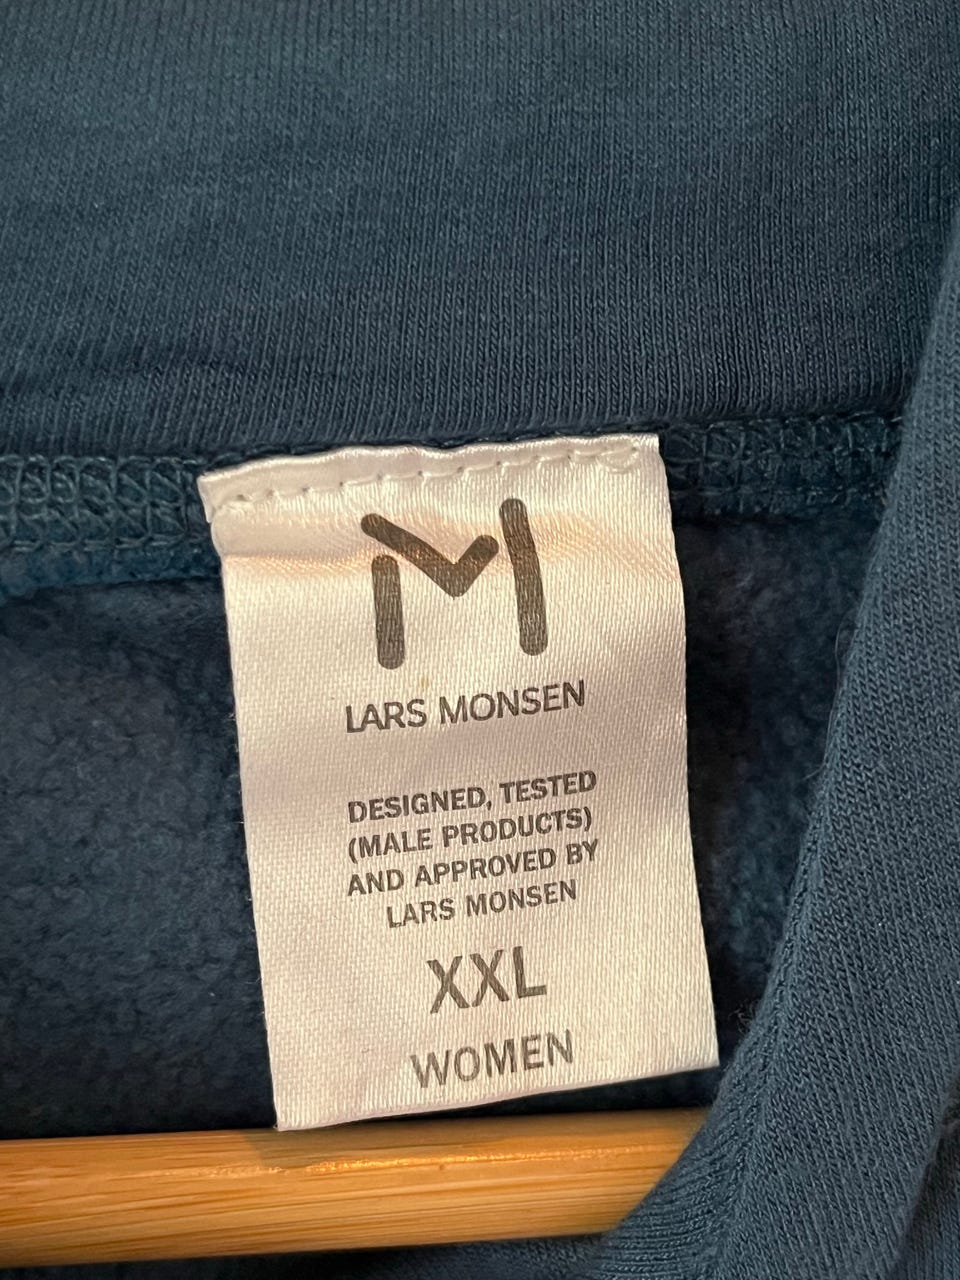 LARS MONSEN
DESIGNED, TESTED
(MALE PRODUCTS)
AND APPROVED BY
LARS MONSEN
XXL
WOMEN